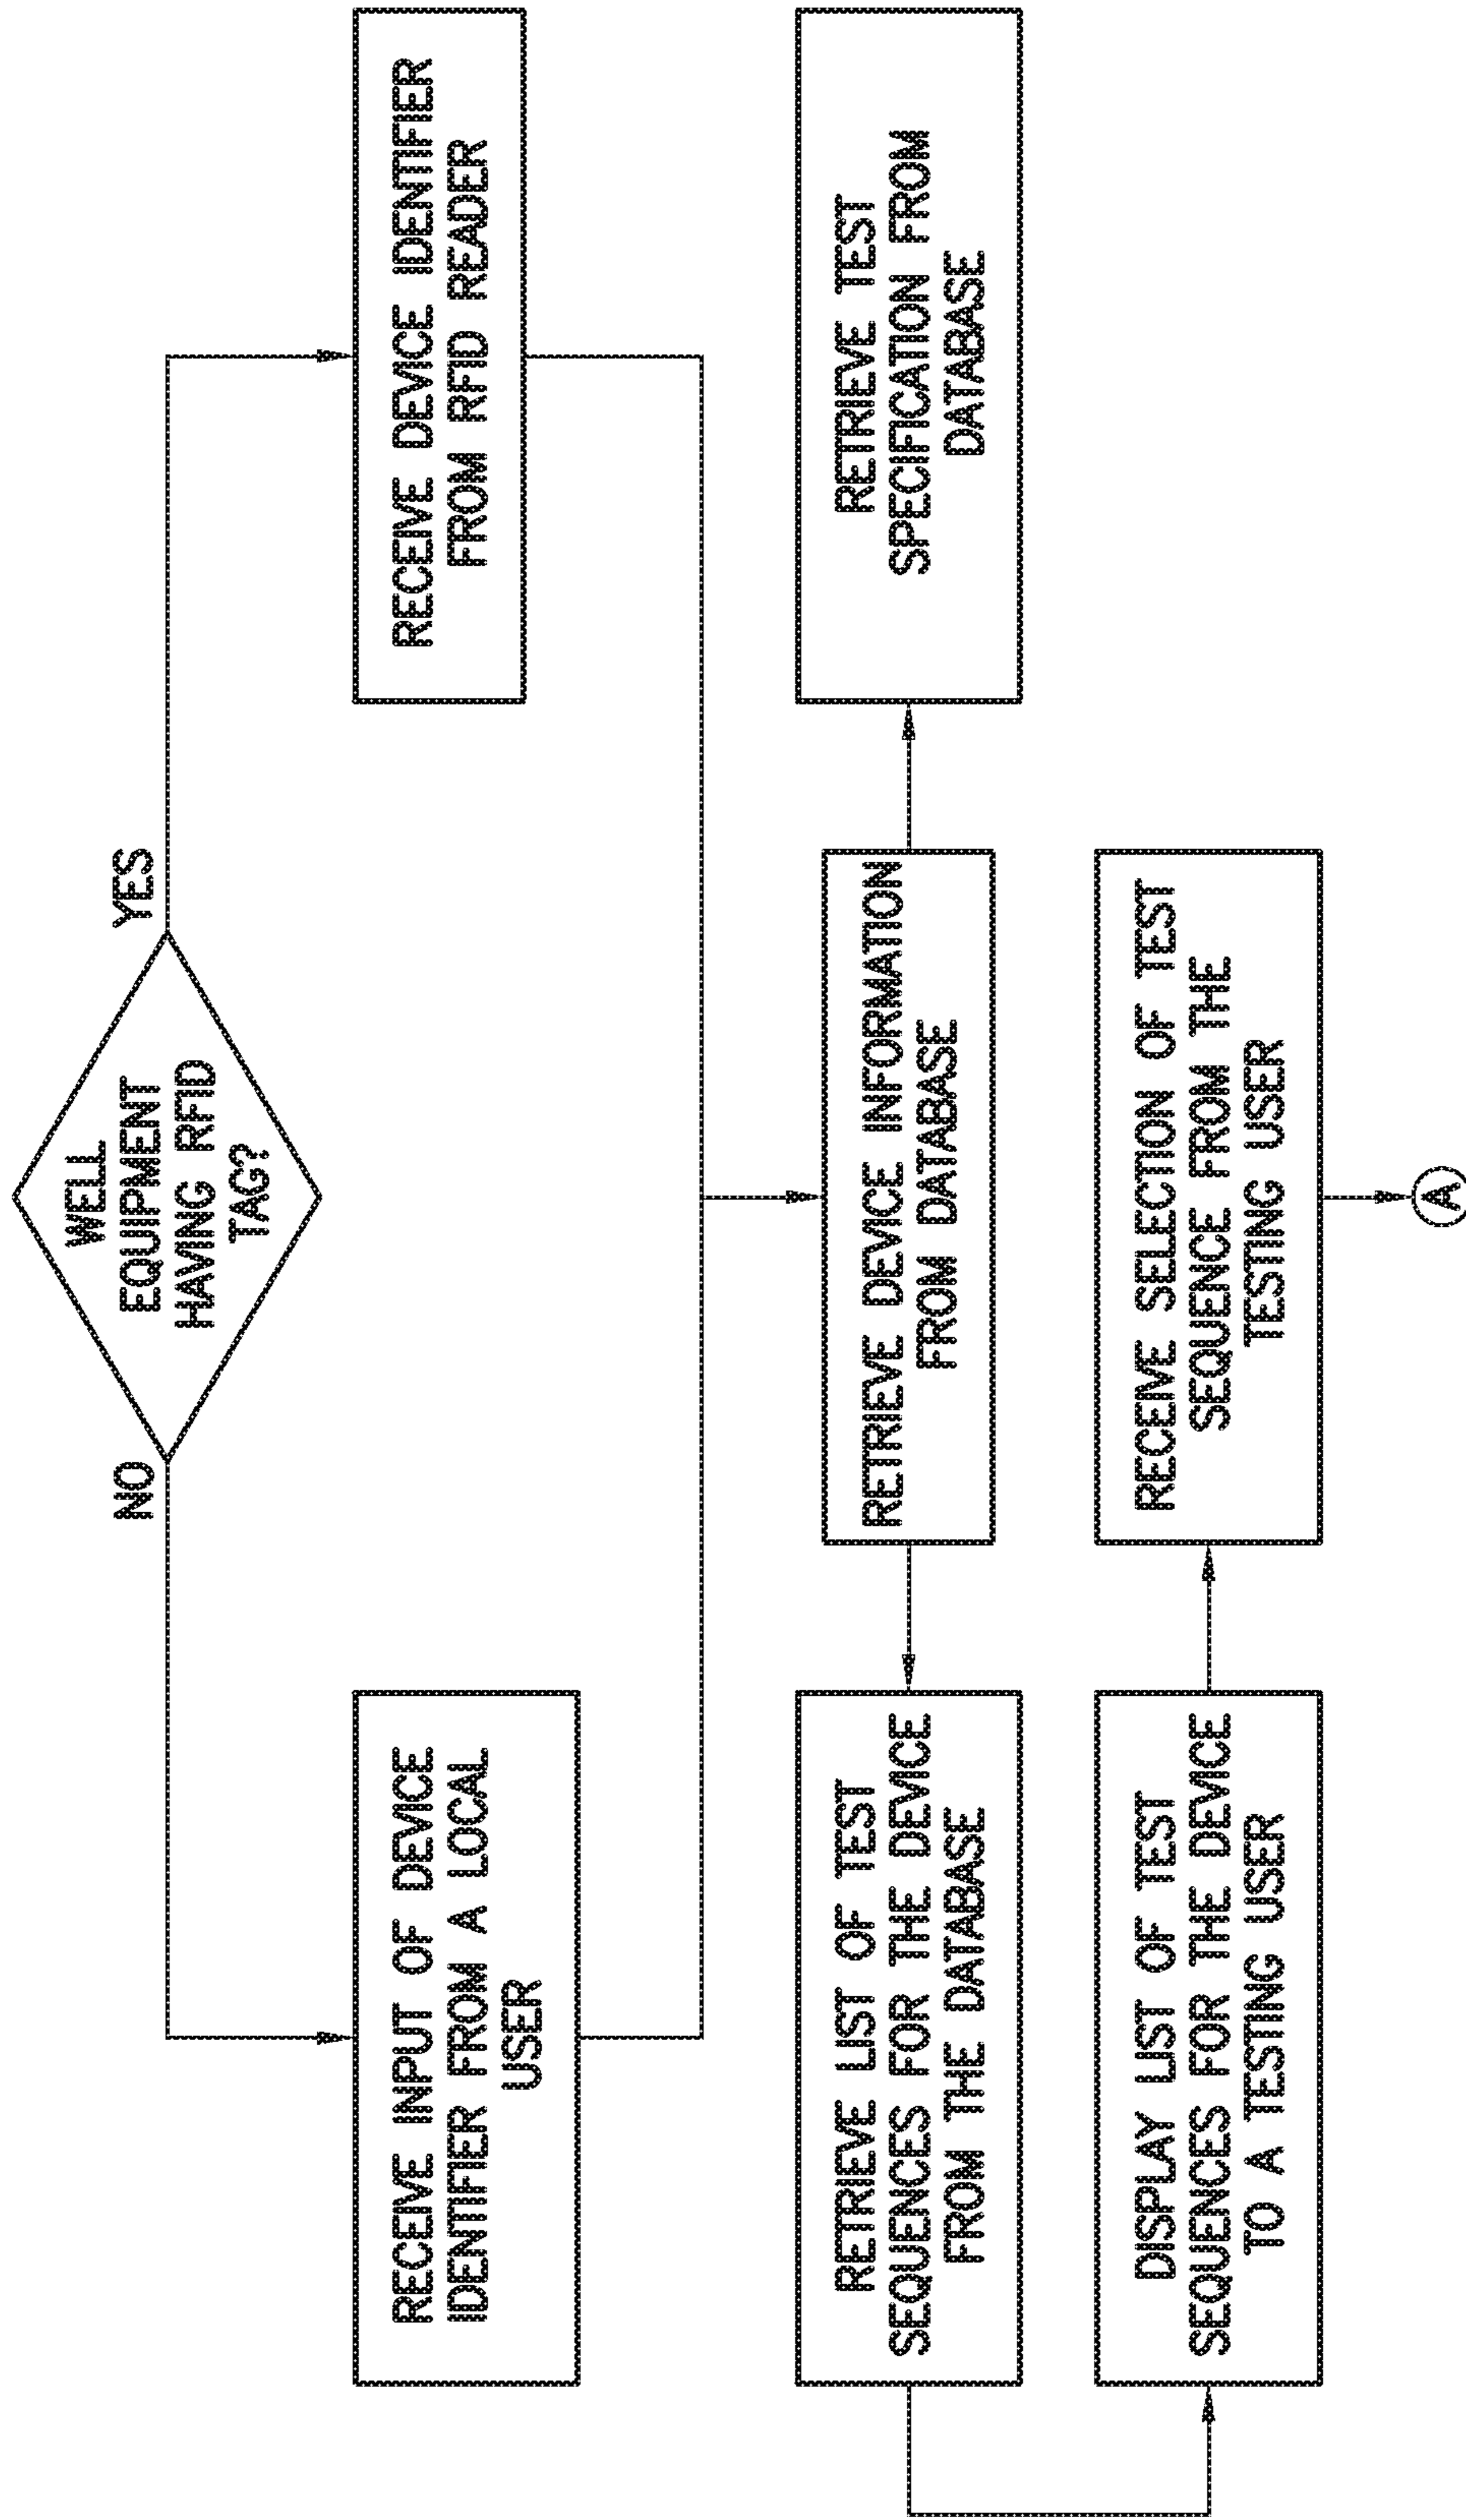 WELL
EQUIPMENT
HAVING RFID
TAG?
NO
YES
RECEIVE INPUT OF DEVICE
IDENTIFIER FROM A LOCAL
USER
RECEIVE DEVICE IDENTIFIER
FROM RFID READER
RETRIEVE LIST OF TEST
SEQUENCES FOR THE DEVICE
FROM THE DATABASE
RETRIEVE DEVICE INFORMATION
FROM DATABASE
RETRIEVE TEST
SPECIFICATION FROM
DATABASE
DISPLAY LIST OF TEST
SEQUENCES FOR THE DEVICE
TO A TESTING USER
RECEIVE SELECTION OF TEST
SEQUENCE FROM THE
TESTING USER
A